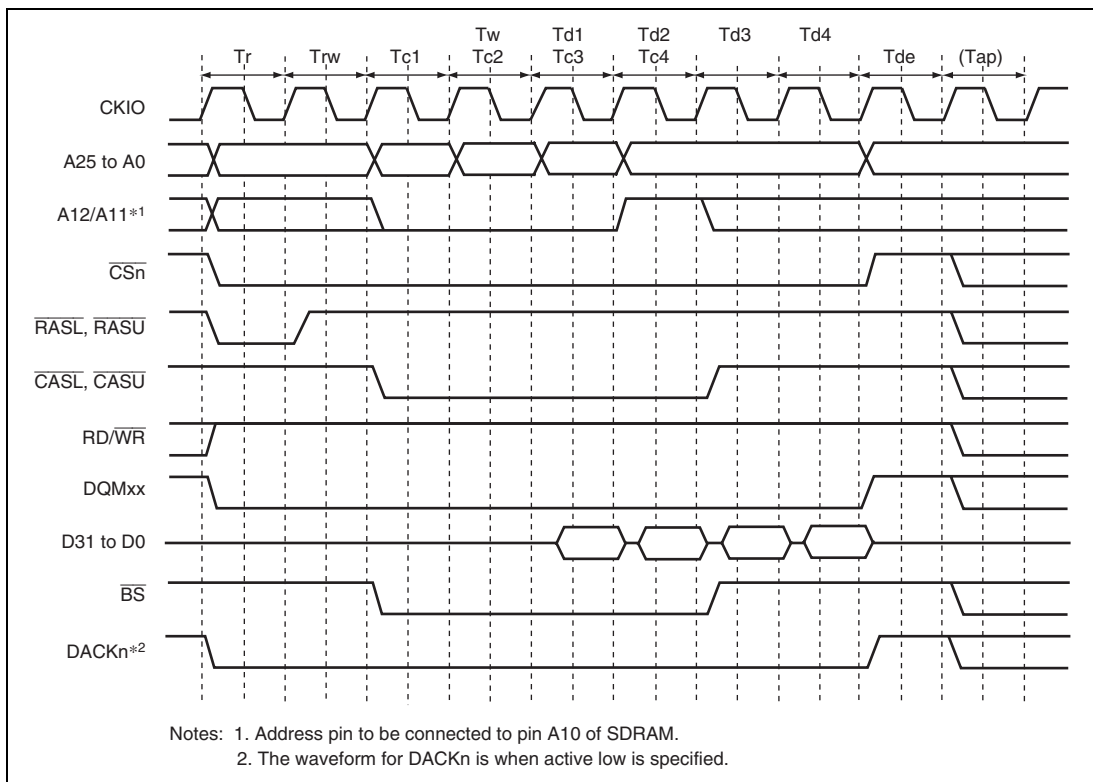 Tw Td1 Td2 Td3 Td4
Tr Trw Tc1 Tc2 Tc3 Tc4 Tde (Tap)
CKIO
A25 to A0
A12/A11*1
CSn
RASL, RASU
CASL, CASU
RD/WR
DQMxx
D31 to D0
BS
DACKn*2
Notes: 1. Address pin to be connected to pin A10 of SDRAM.
2. The waveform for DACKn is when active low is specified.